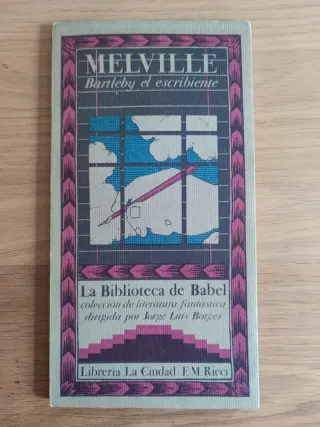 MELVILLE
Bartleby el escribiente
La Biblioteca de Babel
colección de literatura fantástica
dirigida por Jorge Luis Borges
Librería La Ciudad F.M. Ricci